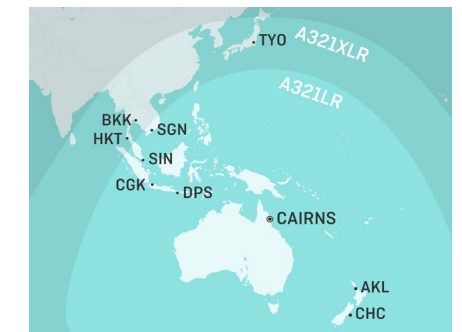 TYO
A321XLR
A321LR
BKK
SGN
HKT
SIN
CGK
DPS
CAIRNS
AKL
CHC